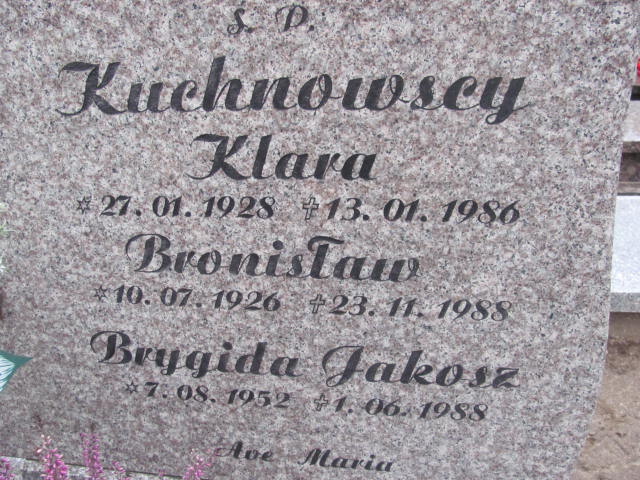 Ś. P.
Kuchnowscy
Klara
*27.01.1928 ✝13.01.1986
Bronisław
*10.07.1926 ✝23.11.1988
Brygida Jakosz
*7.08.1952 ✝1.06.1988
Ave Maria